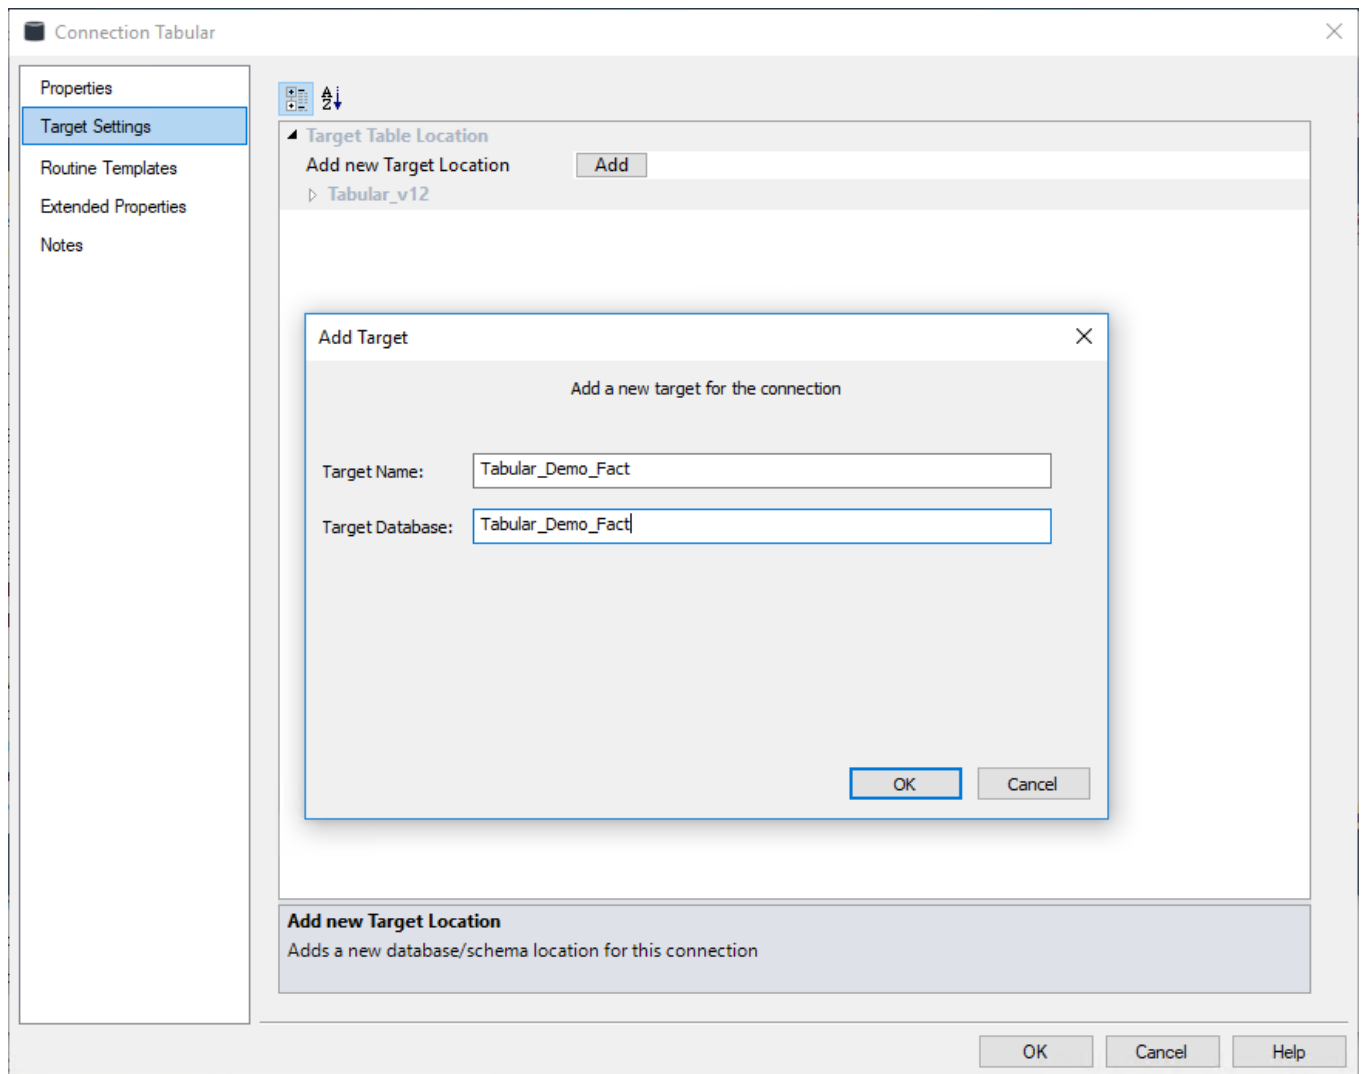 Connection Tabular
Properties
Target Settings
Routine Templates
Extended Properties
Notes
Target Table Location
Add new Target Location Add
Tabular_v12
Add Target
Add a new target for the connection
Target Name: Tabular_Demo_Fact
Target Database: Tabular_Demo_Fact
OK Cancel
Add new Target Location
Adds a new database/schema location for this connection
OK Cancel Help